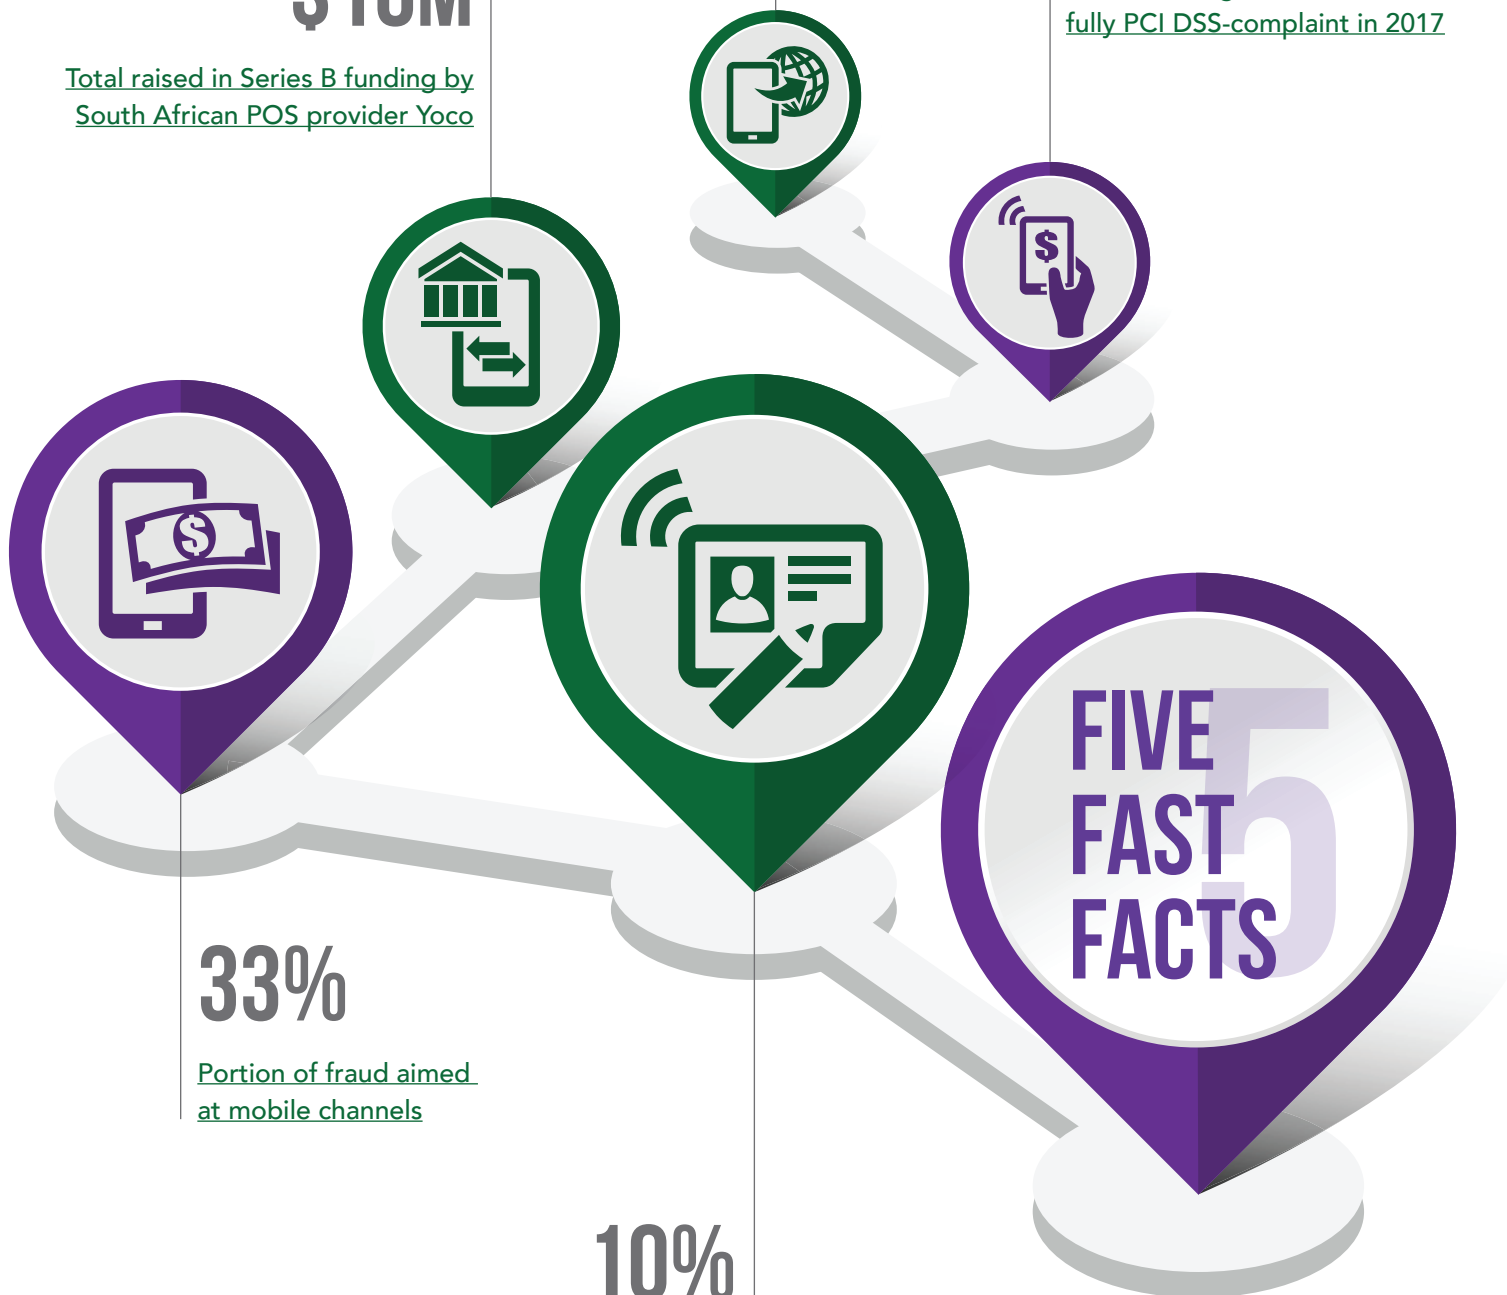 Total raised in Series B funding by
South African POS provider Yoco
fully PCI DSS-complaint in 2017
$
$
5
FIVE
FAST
FACTS
33%
Portion of fraud aimed
at mobile channels
10%